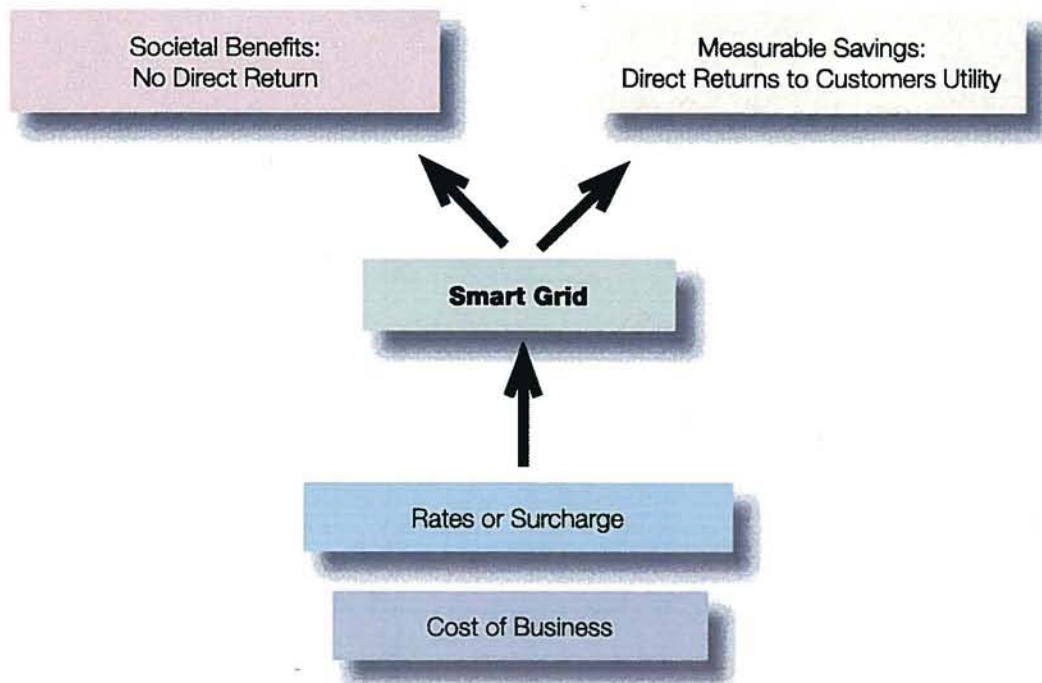 Societal Benefits:
No Direct Return
Measurable Savings:
Direct Returns to Customers Utility
Smart Grid
Rates or Surcharge
Cost of Business